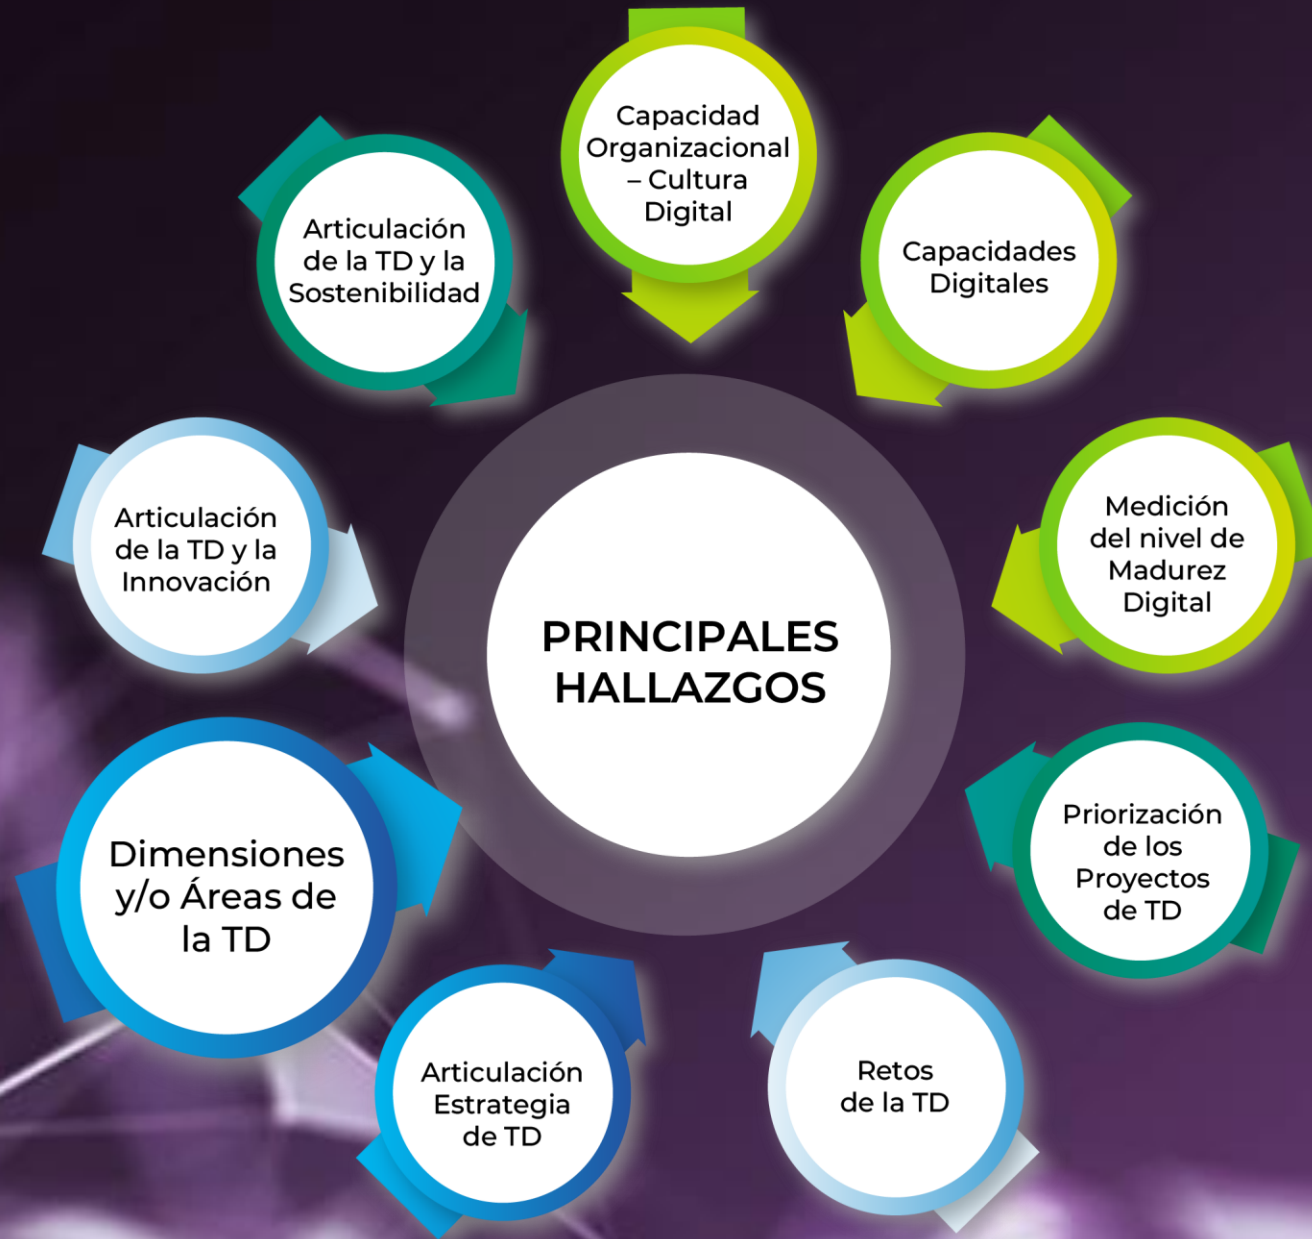 Capacidad
Organizacional
– Cultura
Digital
Capacidades
Digitales
Medición
del nivel de
Madurez
Digital
Priorización
de los
Proyectos
de TD
Retos
de la TD
Articulación
Estrategia
de TD
Dimensiones
y/o Áreas de
la TD
Articulación
de la TD y la
Innovación
Articulación
de la TD y la
Sostenibilidad
PRINCIPALES
HALLAZGOS